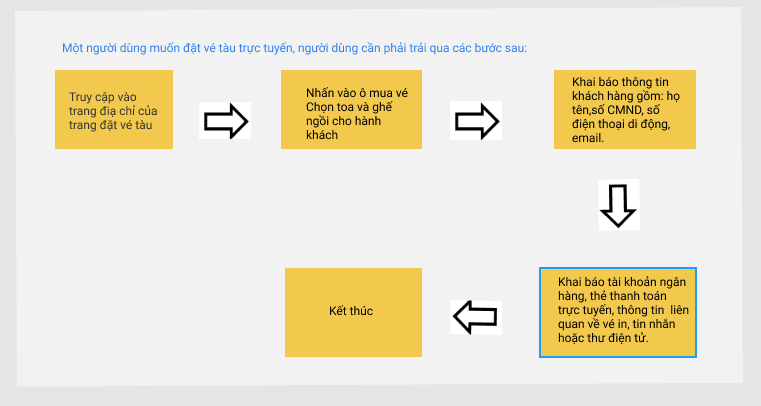 Một người dùng muốn đặt vé tàu trực tuyến, người dùng cần phải trải qua các bước sau:
Truy cập vào
trang điạ chỉ của
trang đặt vé tàu
Nhấn vào ô mua vé
Chọn toa và ghế
ngồi cho hành
khách
Khai báo thông tin
khách hàng gồm: họ
tên,số CMND, số
điện thoại di động,
email.
Khai báo tài khoản ngân
hàng, thẻ thanh toán
trực tuyến, thông tin liên
quan về vé in, tin nhắn
hoặc thư điện tử.
Kết thúc